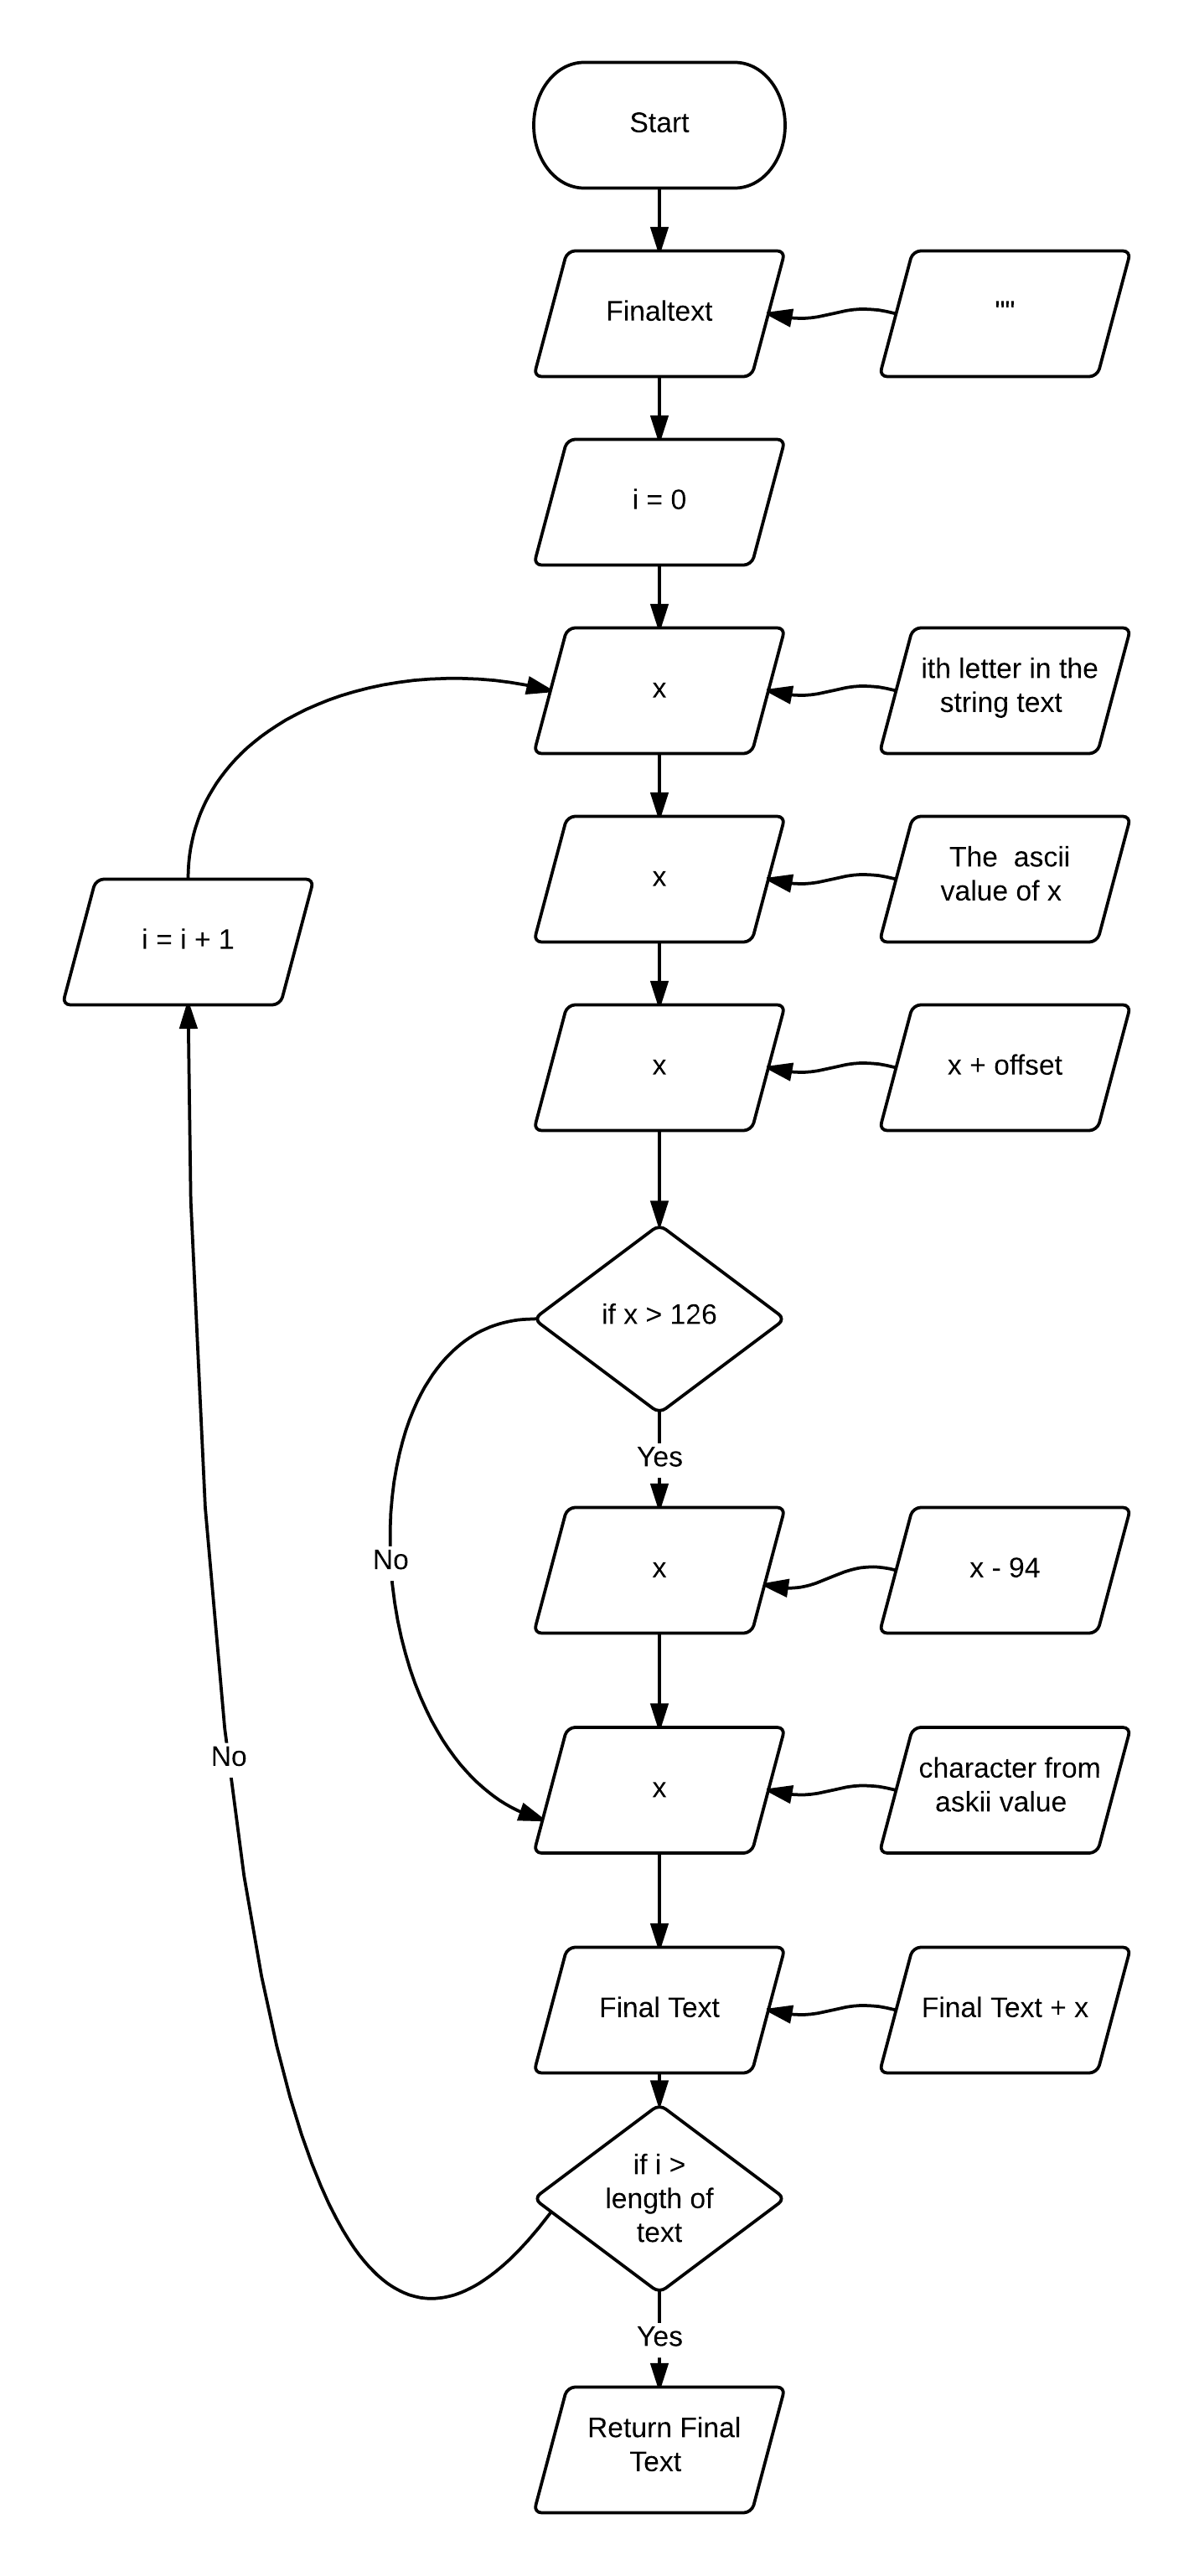 Start
Finaltext
""
i = 0
x
ith letter in the
string text
x
The  ascii
value of x
i = i + 1
x
x + offset
if x > 126
Yes
No
x
x - 94
No
x
character from
askii value
Final Text
Final Text + x
if i >
length of
text
Yes
Return Final
Text